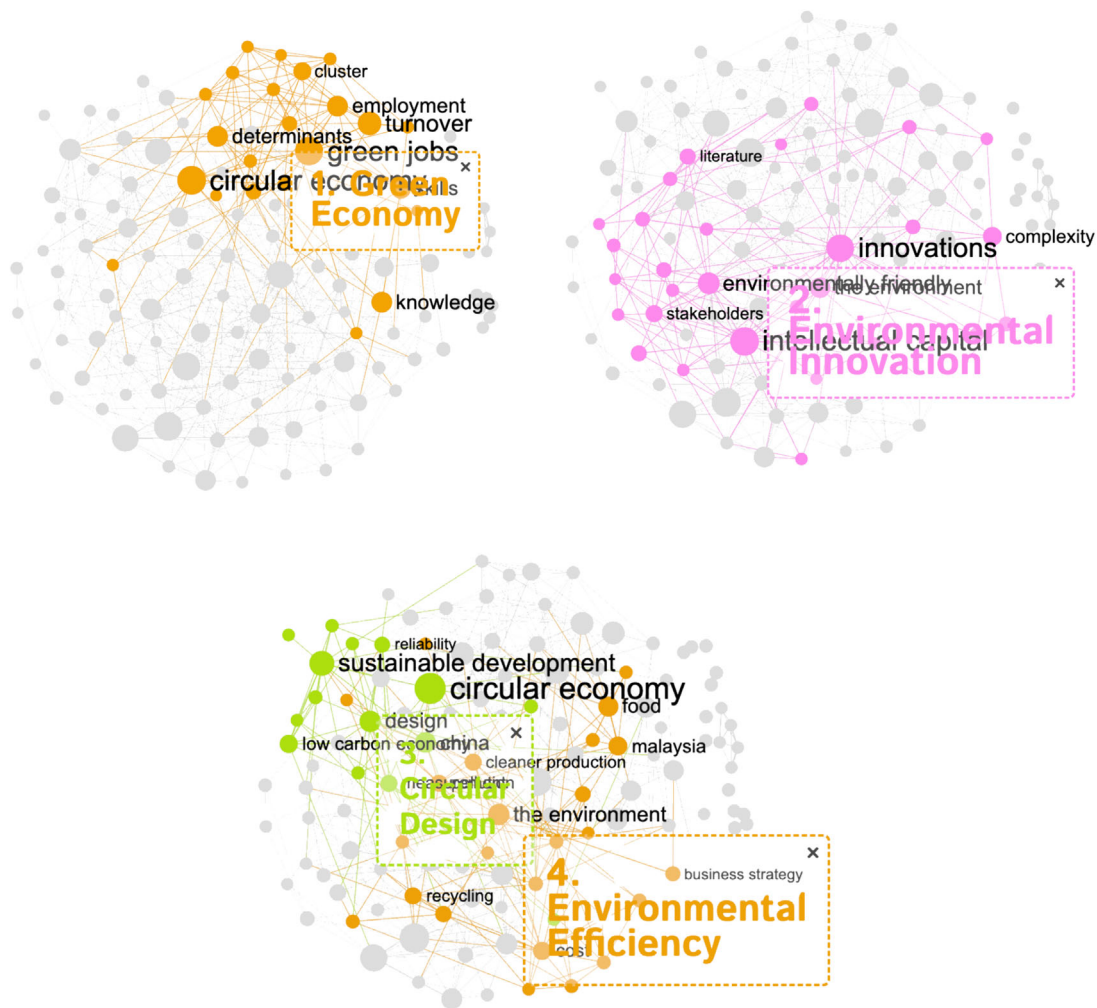 cluster
employment
turnover
determinants
green jobs
circular economy
skills
×
1. Green
Economy
knowledge
literature
complexity
innovations
environmentally friendly
the environment
×
2.
stakeholders
Environmental
intellectual capital
Innovation
reliability
sustainable development
circular economy
food
design
×
low carbon economy
china
malaysia
3.
cleaner production
Circular
the environment
Design
×
4.
business strategy
recycling
Environmental
Efficiency
cost